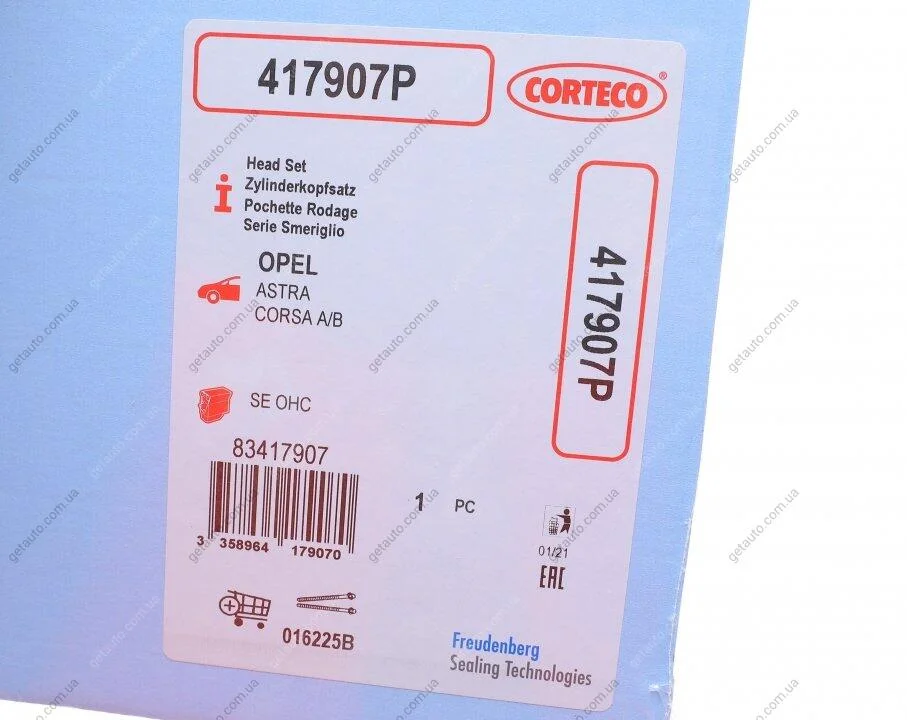 417907P
CORTECO®
Head Set
Zylinderkopfsatz
Pochette Rodage
Serie Smeriglio
OPEL
ASTRA
CORSA A/B
417907P
SE OHC
83417907
3 358964 179070
1 PC
01/21
EAC
016225B
Freudenberg
Sealing Technologies
getauto.com.ua